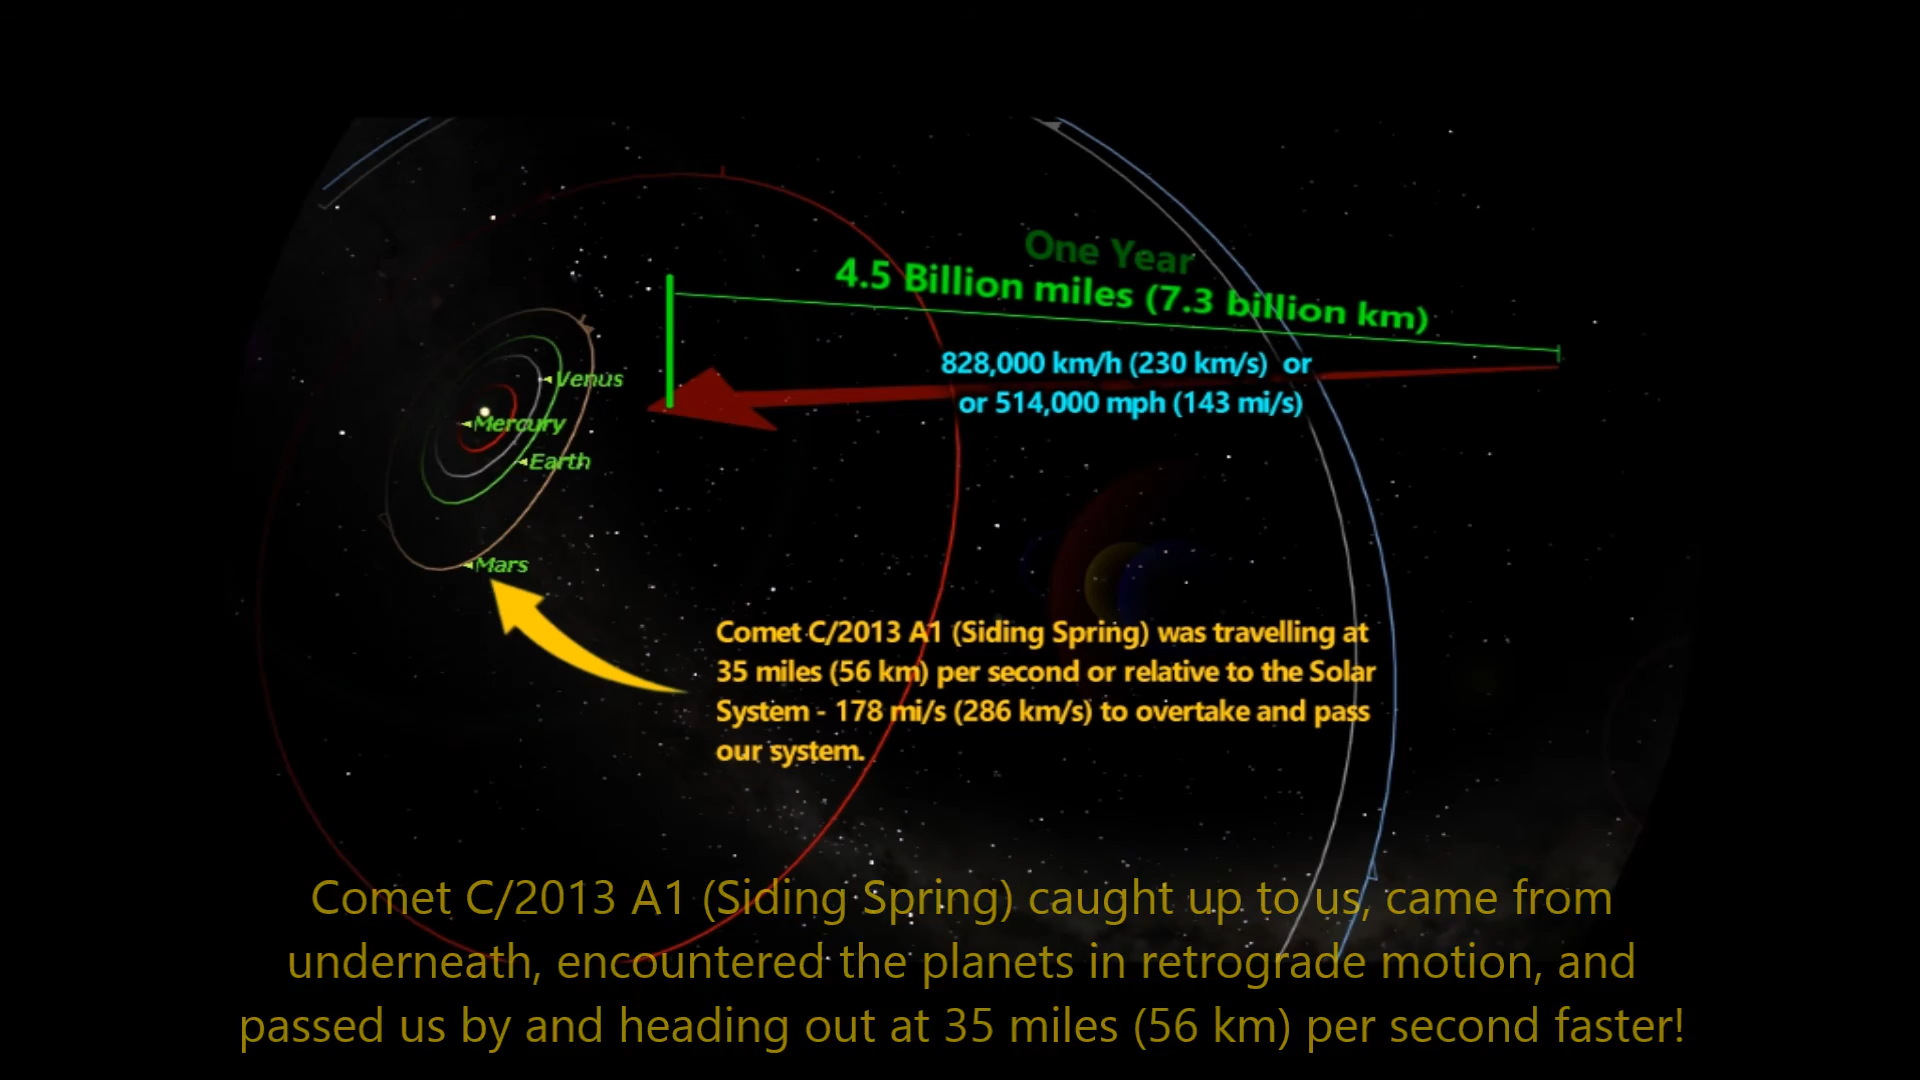 One Year
4.5 Billion miles (7.3 billion km)
828,000 km/h (230 km/s) or
or 514,000 mph (143 mi/s)
Venus
Mercury
Earth
Mars
Comet C/2013 A1 (Siding Spring) was travelling at
35 miles (56 km) per second or relative to the Solar
System - 178 mi/s (286 km/s) to overtake and pass
our system.
Comet C/2013 A1 (Siding Spring) caught up to us, came from
underneath, encountered the planets in retrograde motion, and
passed us by and heading out at 35 miles (56 km) per second faster!